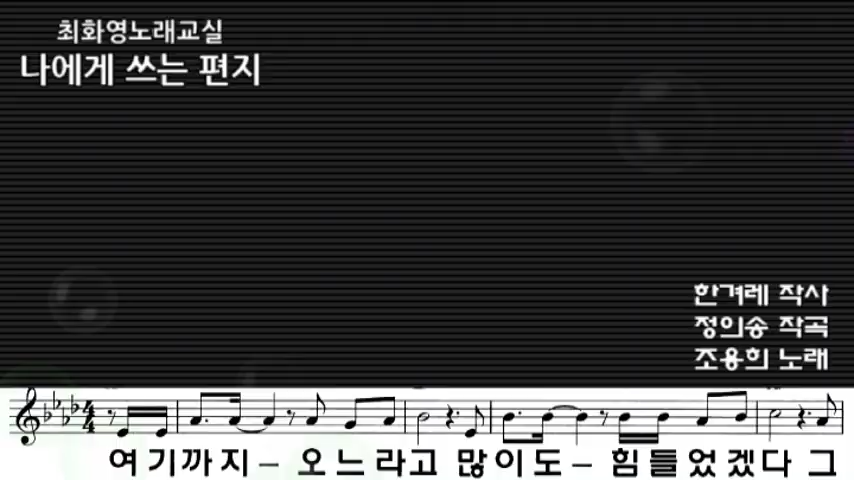 최화영노래교실
나에게 쓰는 편지
한겨레 작사
정의송 작곡
조용희 노래
여기까지– 오느라고 많이도– 힘들었겠다 그